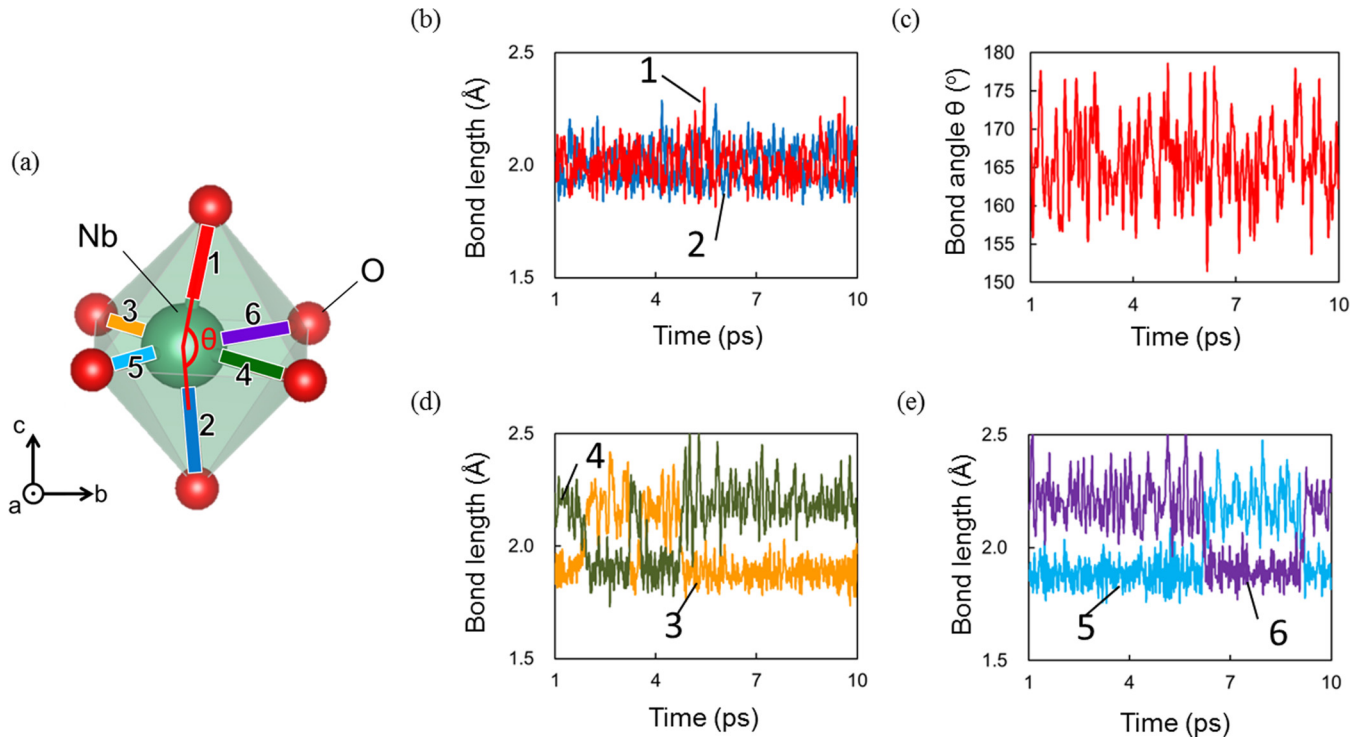 (a)
Nb
O
1
2
3
4
5
6
θ
c
a
b
(b)
Bond length (Å)
2.5
2.0
1.5
1
2
1
4
7
10
Time (ps)
(c)
Bond angle θ (°)
180
175
170
165
160
155
150
1
4
7
10
Time (ps)
(d)
Bond length (Å)
2.5
2.0
1.5
4
3
1
4
7
10
Time (ps)
(e)
Bond length (Å)
2.5
2.0
1.5
5
6
1
4
7
10
Time (ps)